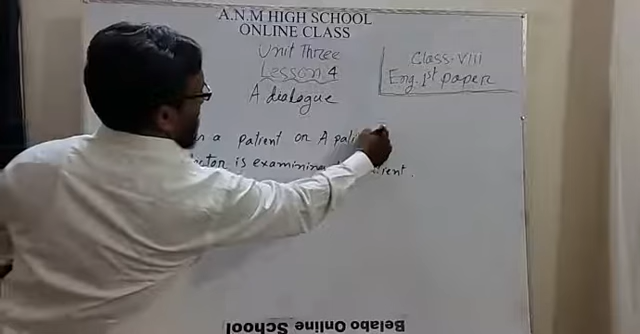 A.N.M HIGH SCHOOL
ONLINE CLASS
Unit Three
Lesson 4
A dialogue
Class-VIII
Eng. 1st paper
a patient on A
is examining
Belabo Online School